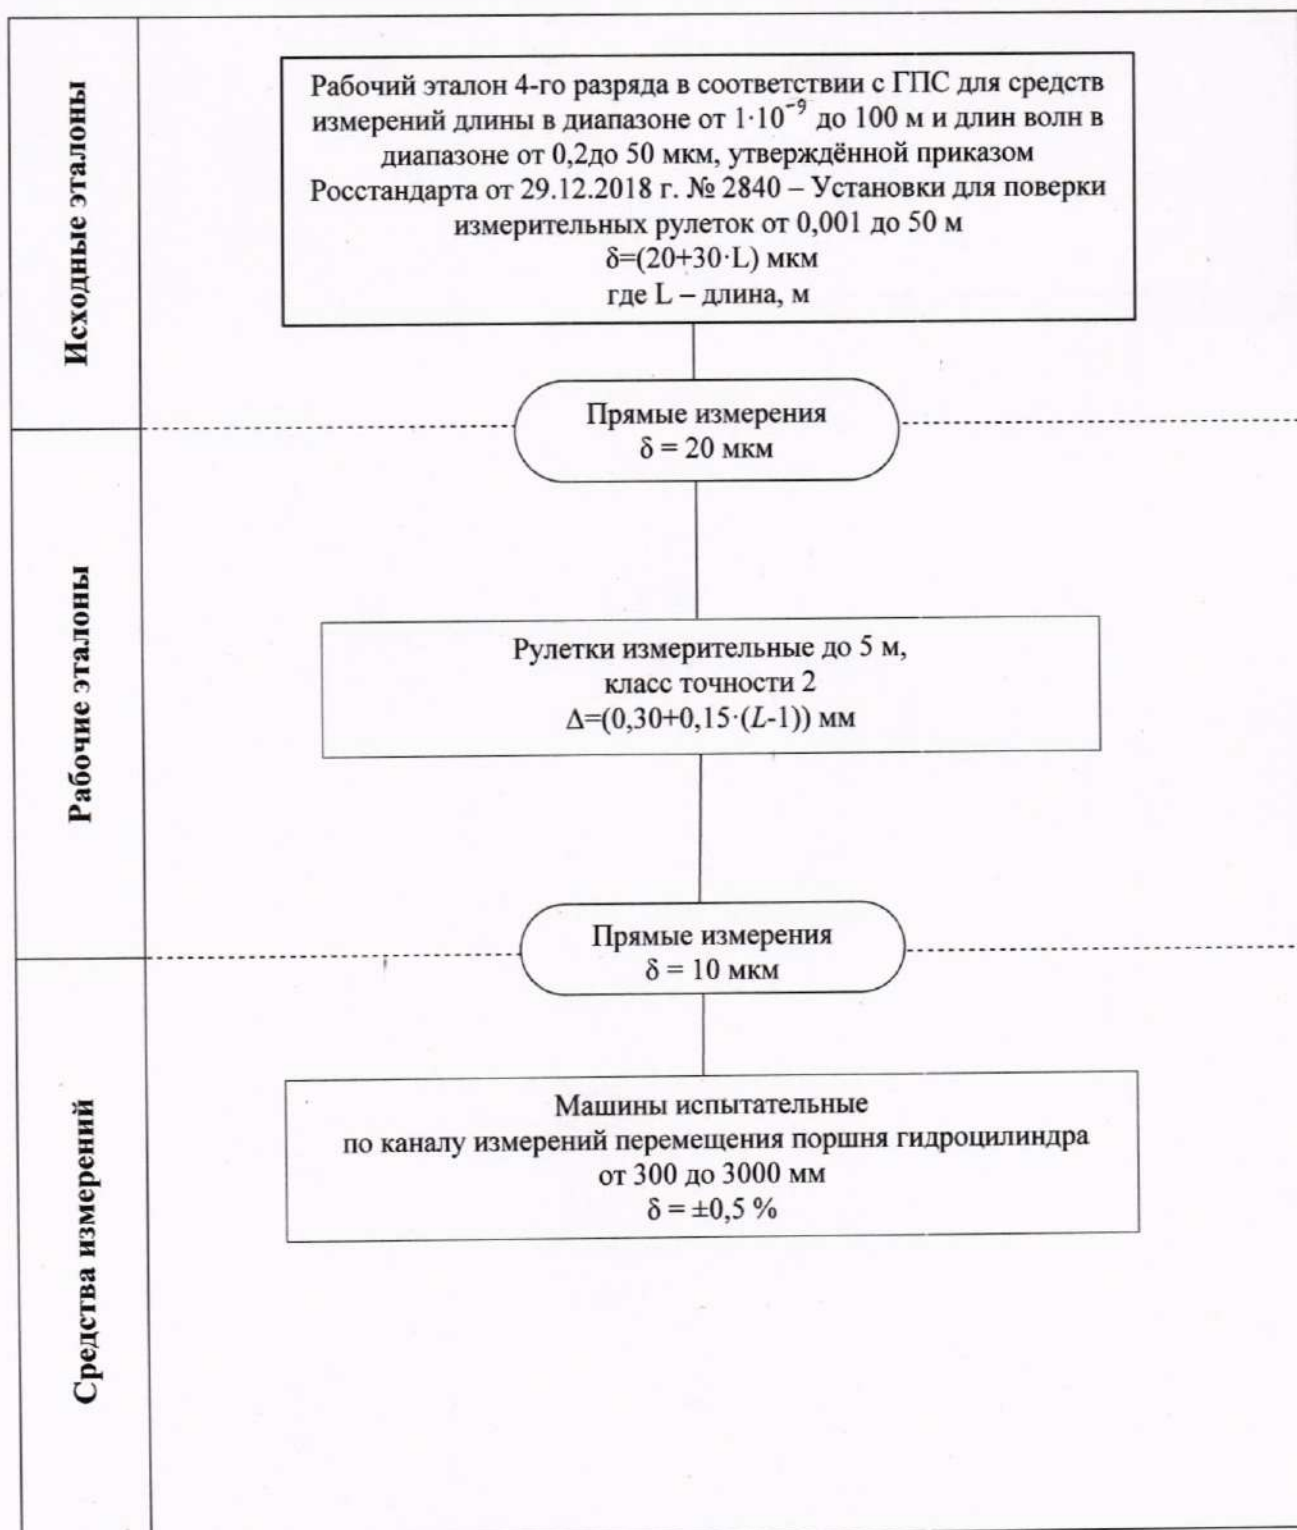 Исходные эталоны
Рабочий эталон 4-го разряда в соответствии с ГПС для средств
измерений длины в диапазоне от 1·10⁻⁹ до 100 м и длин волн в
диапазоне от 0,2до 50 мкм, утверждённой приказом
Росстандарта от 29.12.2018 г. № 2840 – Установки для поверки
измерительных рулеток от 0,001 до 50 м
δ=(20+30·L) мкм
где L – длина, м
Прямые измерения
δ = 20 мкм
Рабочие эталоны
Рулетки измерительные до 5 м,
класс точности 2
Δ=(0,30+0,15·(L-1)) мм
Прямые измерения
δ = 10 мкм
Средства измерений
Машины испытательные
по каналу измерений перемещения поршня гидроцилиндра
от 300 до 3000 мм
δ = ±0,5 %